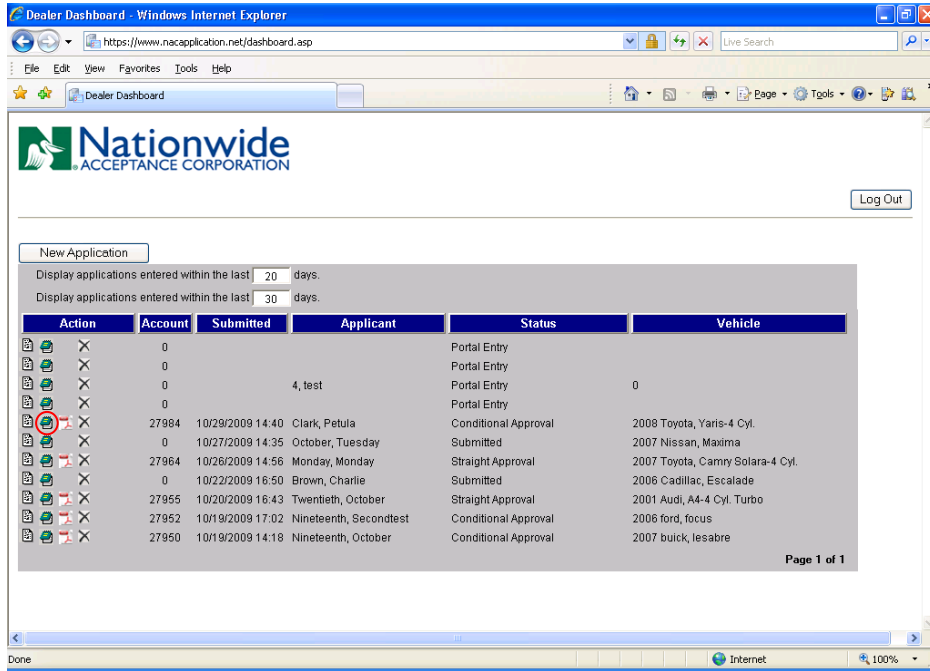 Dealer Dashboard - Windows Internet Explorer
https://www.nacapplication.net/dashboard.asp
Live Search
File Edit View Favorites Tools Help
Dealer Dashboard
Page Tools
Nationwide
ACCEPTANCE CORPORATION
Log Out
New Application
Display applications entered within the last 20 days.
Display applications entered within the last 30 days.
Action Account Submitted Applicant Status Vehicle
0 Portal Entry
0 Portal Entry
0 4, test Portal Entry 0
0 Portal Entry
27984 10/29/2009 14:40 Clark, Petula Conditional Approval 2008 Toyota, Yaris-4 Cyl.
0 10/27/2009 14:35 October, Tuesday Submitted 2007 Nissan, Maxima
27964 10/26/2009 14:56 Monday, Monday Straight Approval 2007 Toyota, Camry Solara-4 Cyl.
0 10/22/2009 16:50 Brown, Charlie Submitted 2006 Cadillac, Escalade
27955 10/20/2009 16:43 Twentieth, October Straight Approval 2001 Audi, A4-4 Cyl. Turbo
27952 10/19/2009 17:02 Nineteenth, Secondtest Conditional Approval 2006 ford, focus
27950 10/19/2009 14:18 Nineteenth, October Conditional Approval 2007 buick, lesabre
Page 1 of 1
Done Internet 100%